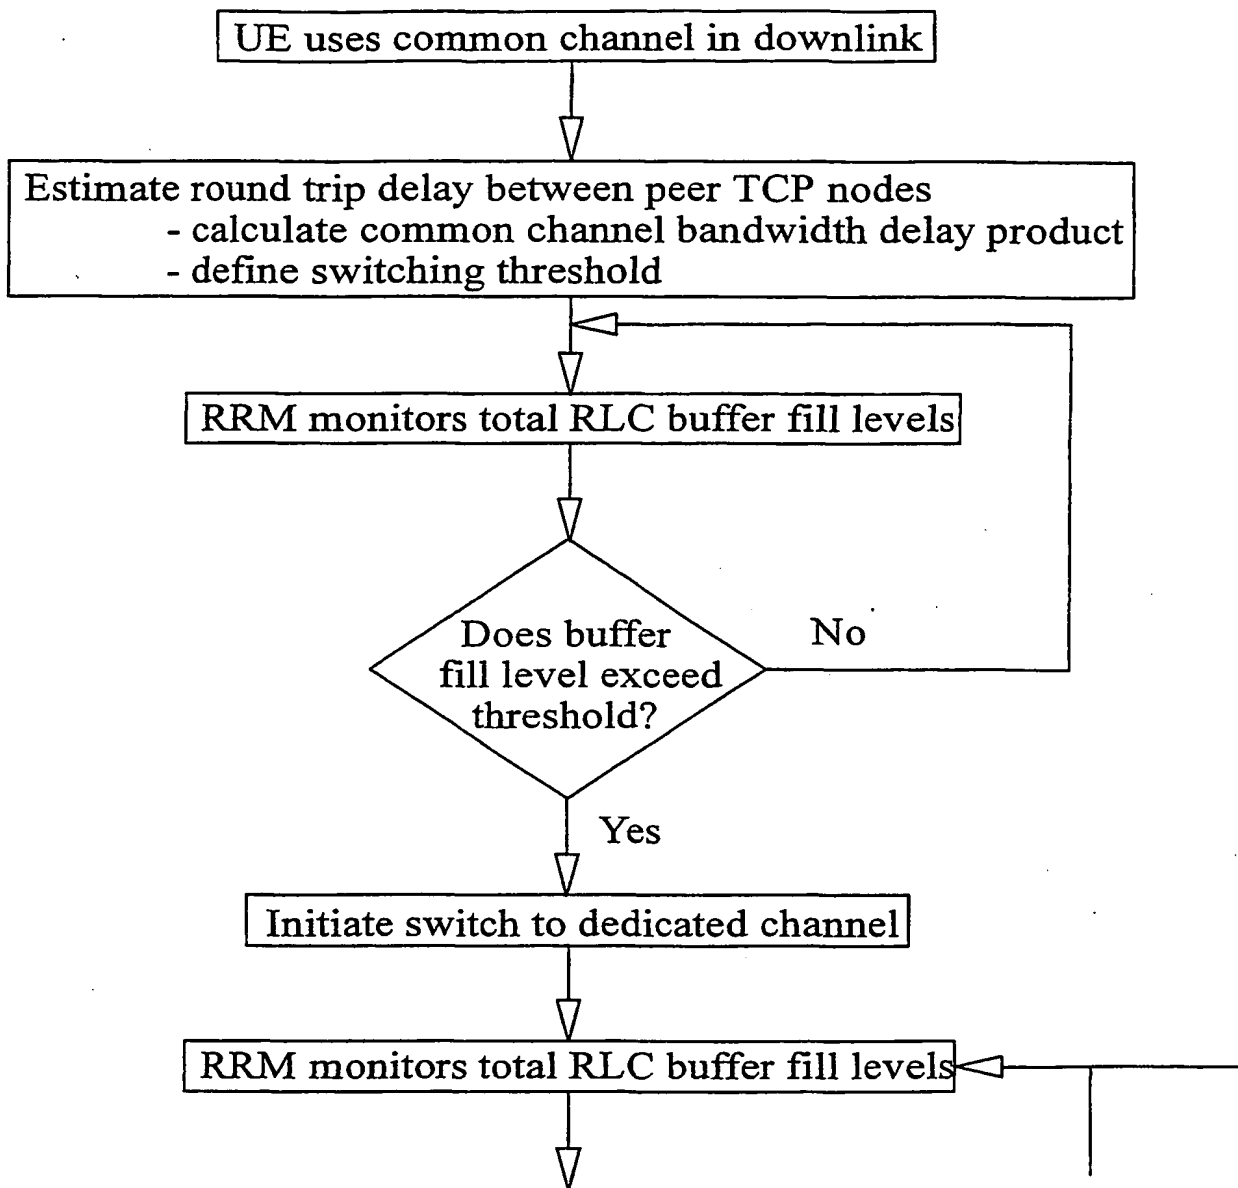 UE uses common channel in downlink
Estimate round trip delay between peer TCP nodes
- calculate common channel bandwidth delay product
- define switching threshold
RRM monitors total RLC buffer fill levels
Does buffer
fill level exceed
threshold?
No
Yes
Initiate switch to dedicated channel
RRM monitors total RLC buffer fill levels